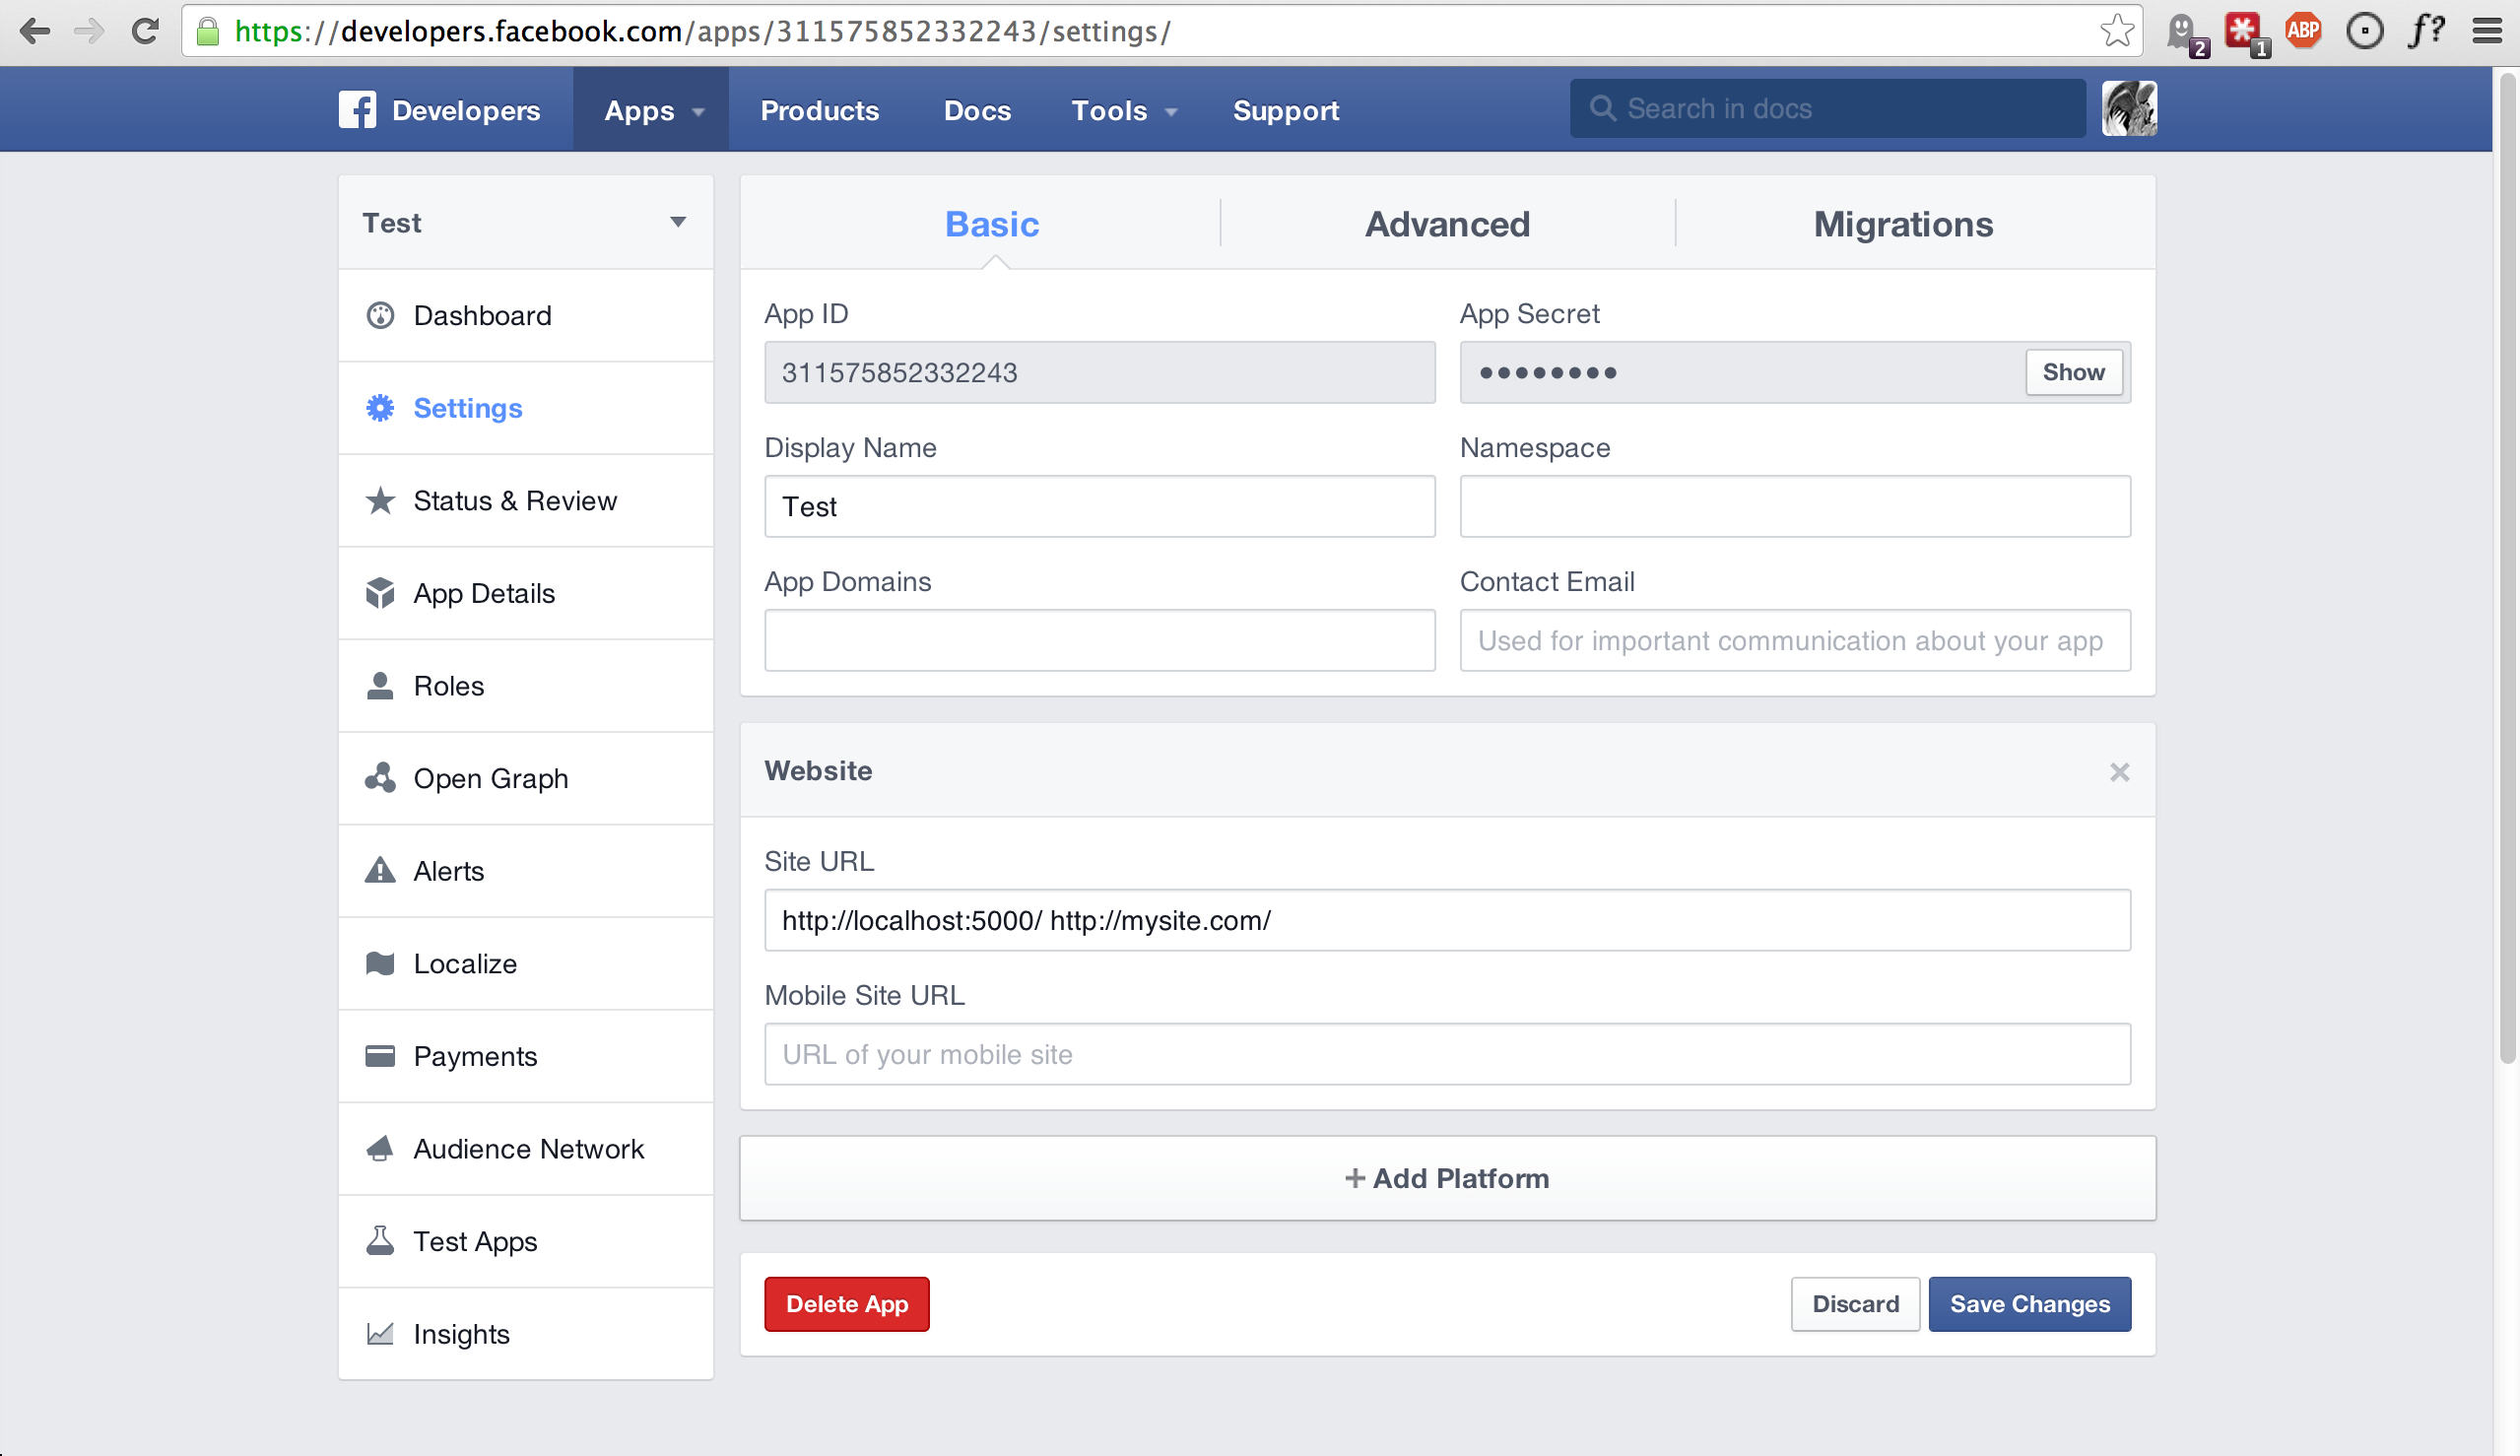 https://developers.facebook.com/apps/311575852332243/settings/
2
1
ABP
f?
Developers
Apps
Products
Docs
Tools
Support
Search in docs
Test
Dashboard
Settings
Status & Review
App Details
Roles
Open Graph
Alerts
Localize
Payments
Audience Network
Test Apps
Insights
Basic
Advanced
Migrations
App ID
App Secret
311575852332243
••••••••
Show
Display Name
Namespace
Test
App Domains
Contact Email
Used for important communication about your app
Website
Site URL
http://localhost:5000/ http://mysite.com/
Mobile Site URL
URL of your mobile site
+ Add Platform
Delete App
Discard
Save Changes